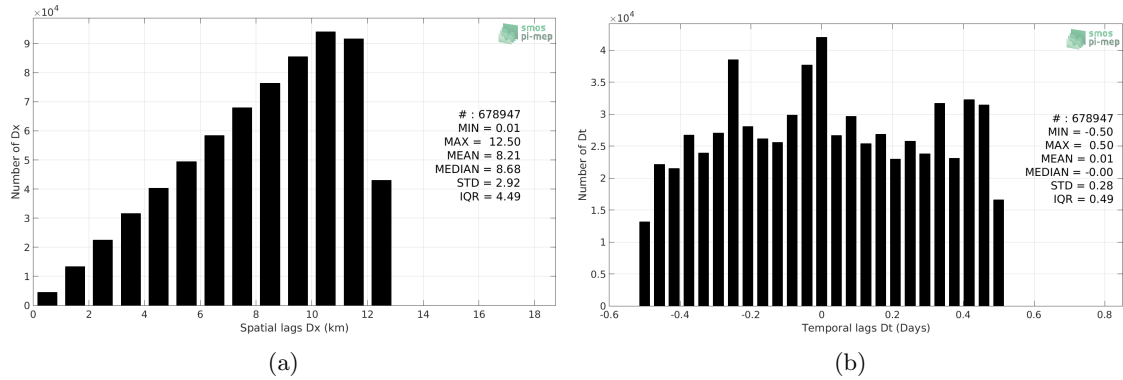 ×10⁴
10
9
8
7
6
5
4
3
2
1
0
Number of Dx
0 2 4 6 8 10 12 14 16 18
Spatial lags Dx (km)
smos
pi-mep
# : 678947
MIN = 0.01
MAX = 12.50
MEAN = 8.21
MEDIAN = 8.68
STD = 2.92
IQR = 4.49
(a)
×10⁴
4
3.5
3
2.5
2
1.5
1
0.5
0
Number of Dt
-0.6 -0.4 -0.2 0 0.2 0.4 0.6 0.8
Temporal lags Dt (Days)
smos
pi-mep
# : 678947
MIN = -0.50
MAX = 0.50
MEAN = 0.01
MEDIAN = -0.00
STD = 0.28
IQR = 0.49
(b)